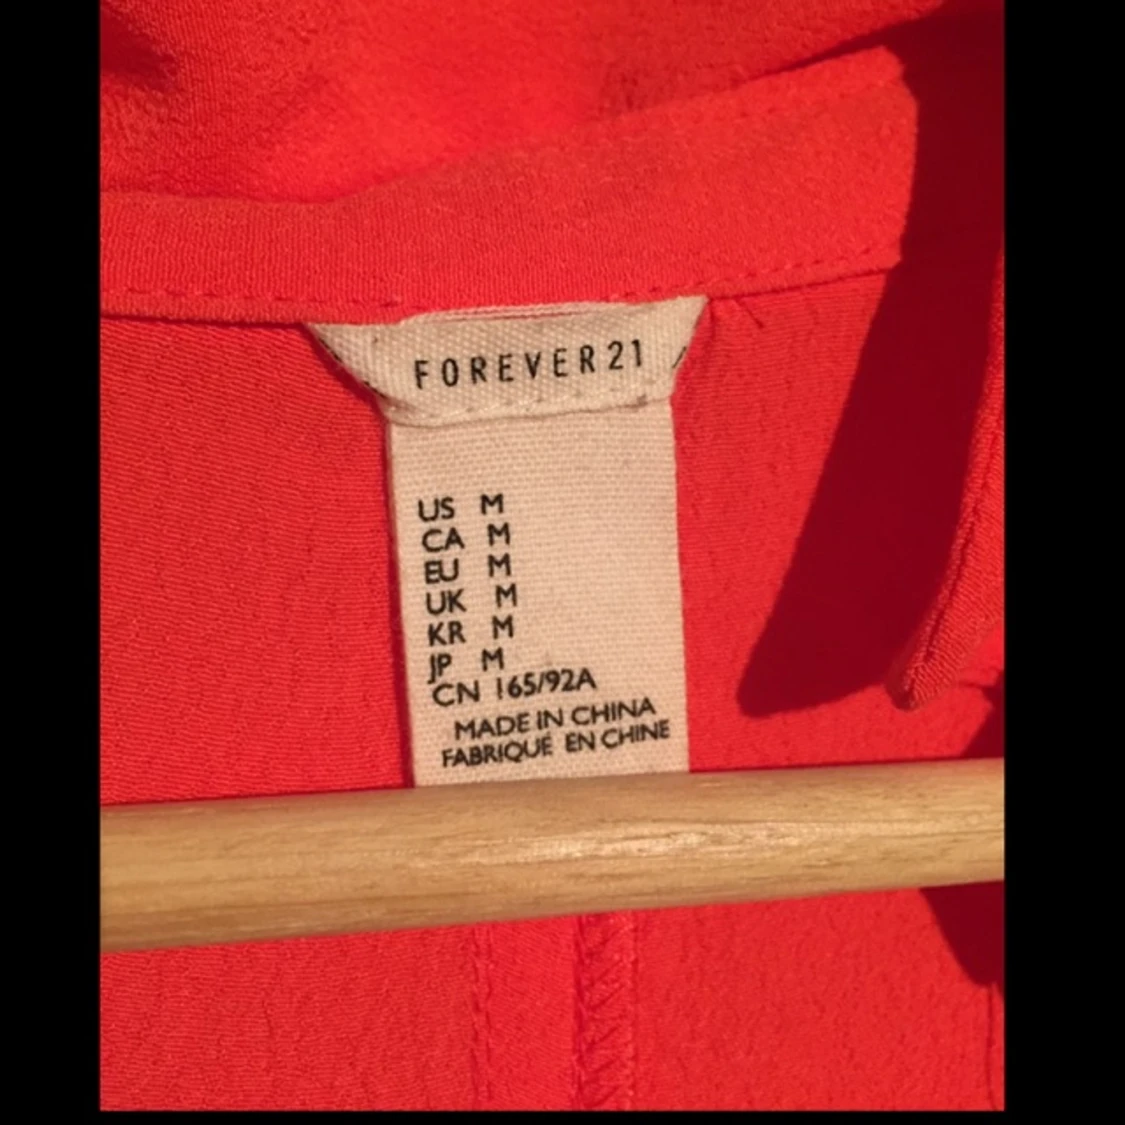 FOREVER 21
US M
CA M
EU M
UK M
KR M
JP M
CN 165/92A
MADE IN CHINA
FABRIQUÉ EN CHINE